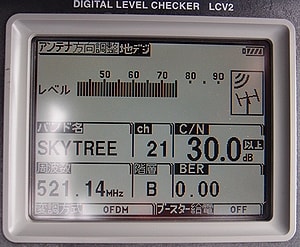 DIGITAL LEVEL CHECKER LCV2
アンテナ方向調整 地デジ
レベル 50 60 70 80 90
バンド名 ch C/N
SKYTREE 21 30.0以上 dB
周波数 階層 BER
521.14MHz B 0.00
変調方式 OFDM ブースター給電 OFF